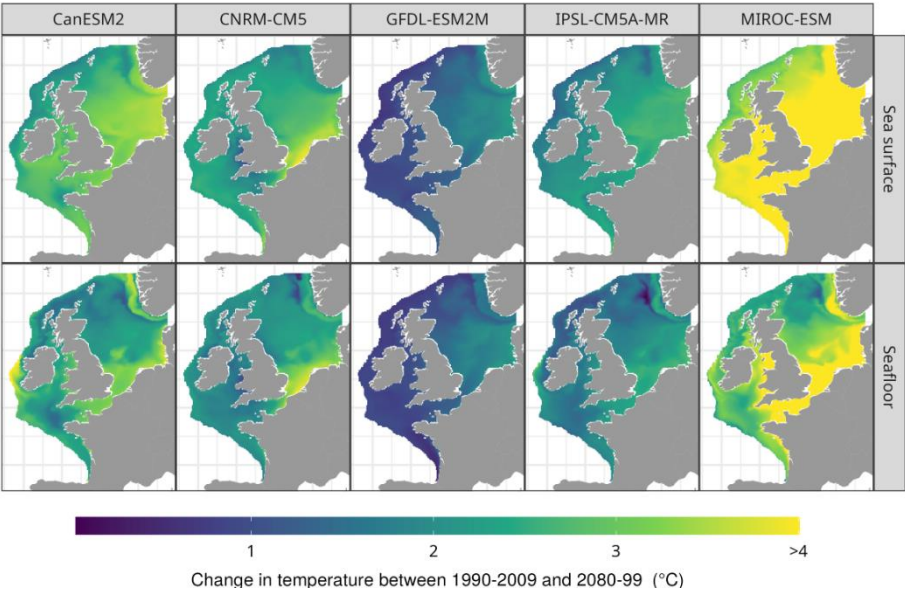 CanESM2
CNRM-CM5
GFDL-ESM2M
IPSL-CM5A-MR
MIROC-ESM
Sea surface
Seafloor
1
2
3
>4
Change in temperature between 1990-2009 and 2080-99 (°C)